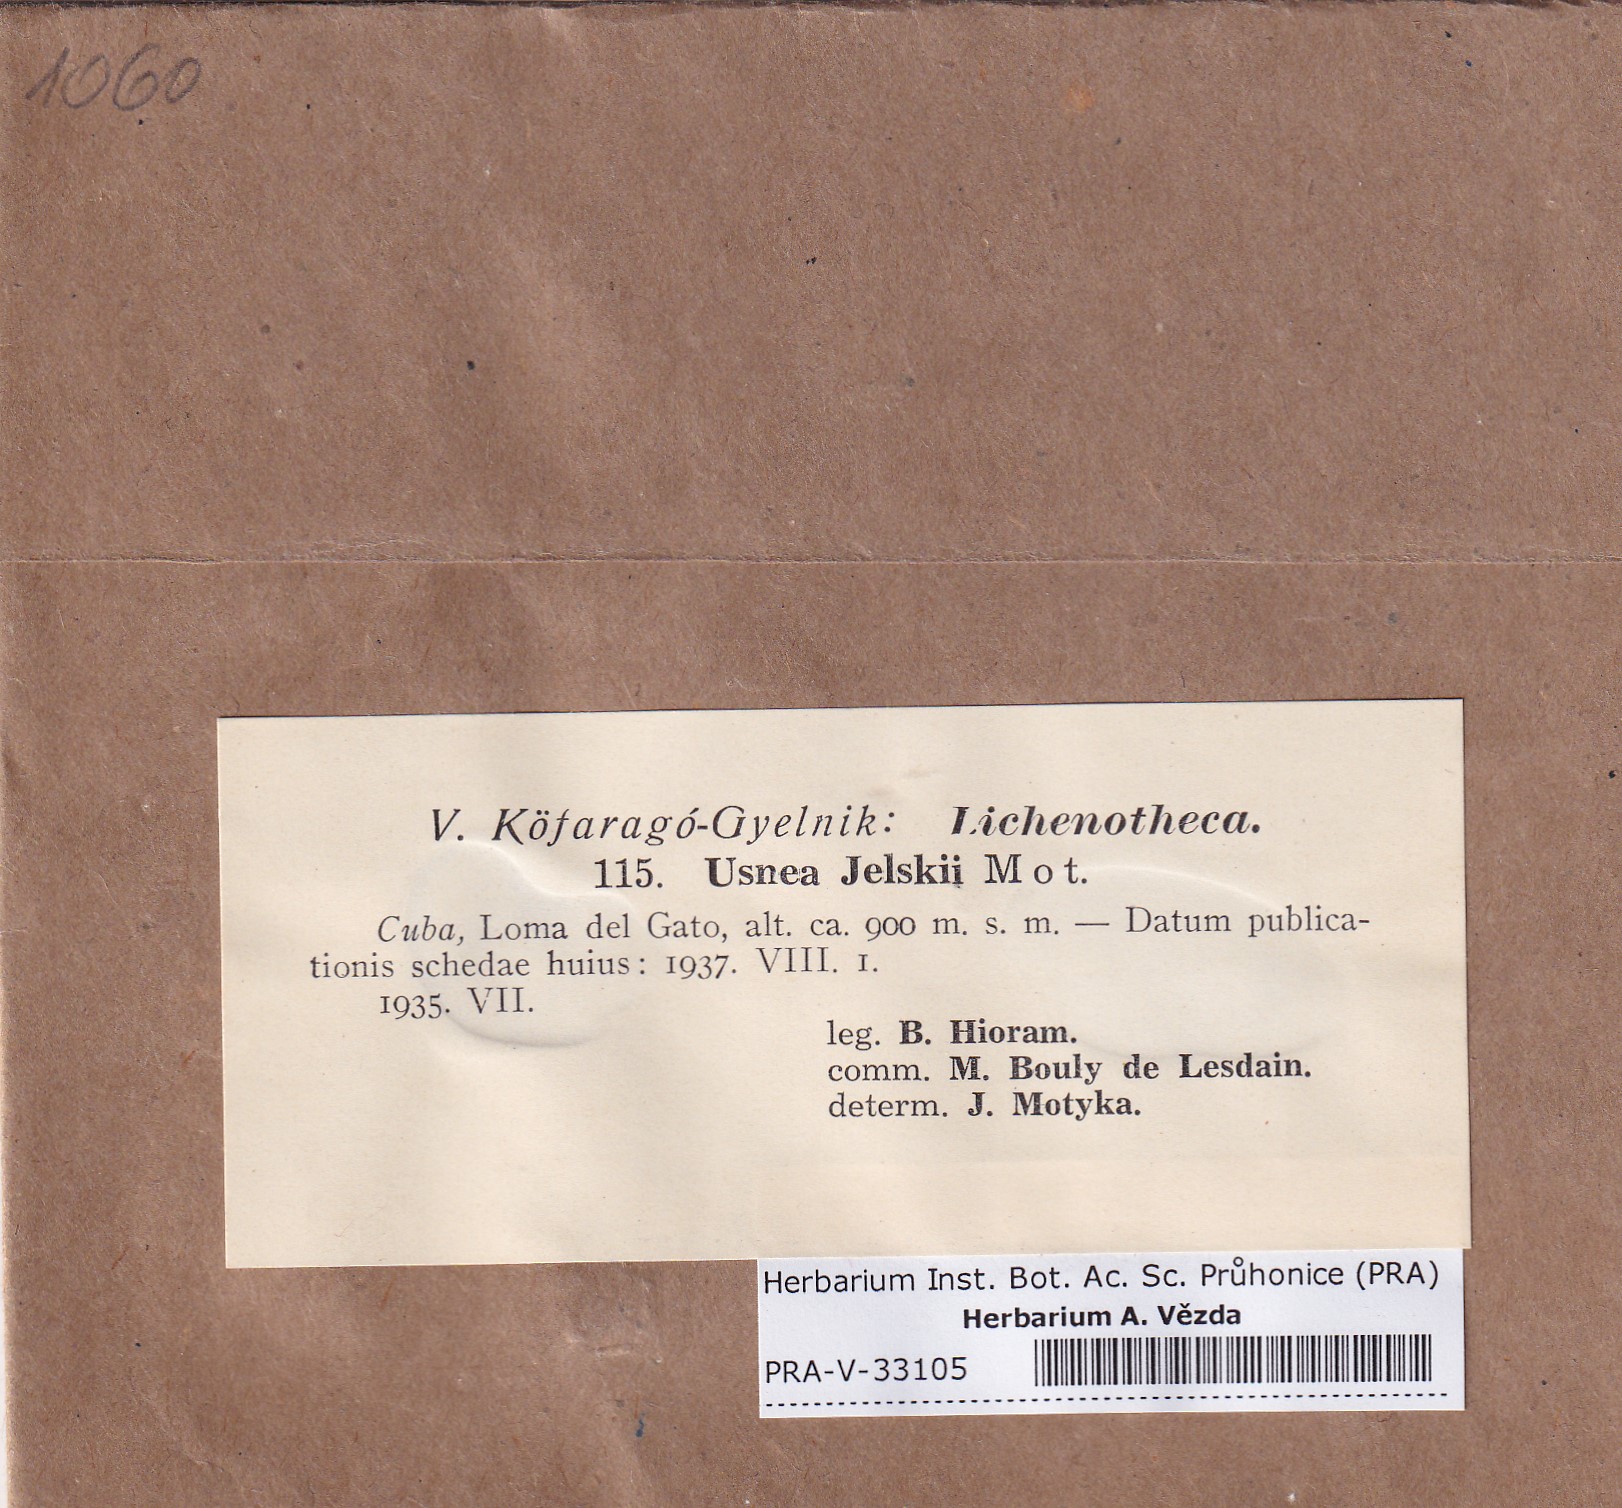 1060
V. Köfaragó-Gyelnik: Lichenotheca.
115. Usnea Jelskii Mot.
Cuba, Loma del Gato, alt. ca. 900 m. s. m. — Datum publica-
tionis schedae huius: 1937. VIII. 1.
1935. VII.
leg. B. Hioram.
comm. M. Bouly de Lesdain.
determ. J. Motyka.
Herbarium Inst. Bot. Ac. Sc. Průhonice (PRA)
Herbarium A. Vězda
PRA-V-33105